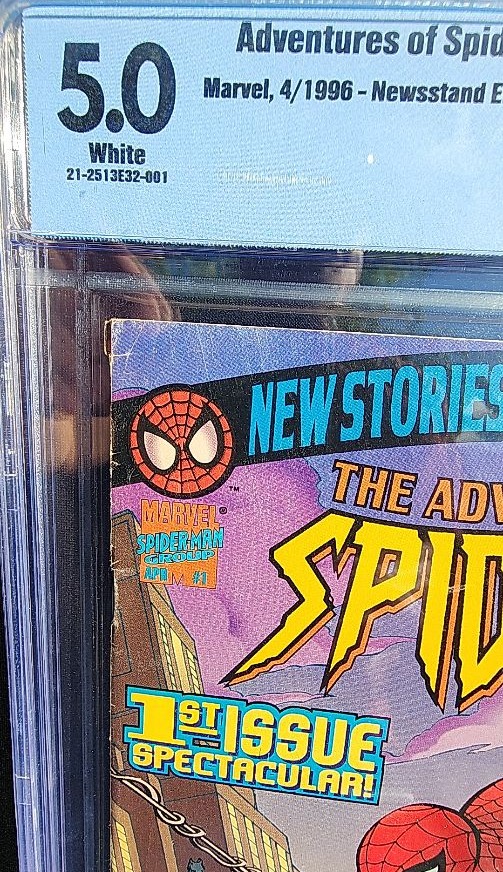 Adventures of Spid
5.0
Marvel, 4/1996 - Newsstand E
White
21-2513E32-001
NEW STORIES
THE ADV
SPID
TM
MARVEL®
SPIDER-MAN
GROUP
APR #1
1ST ISSUE
SPECTACULAR!